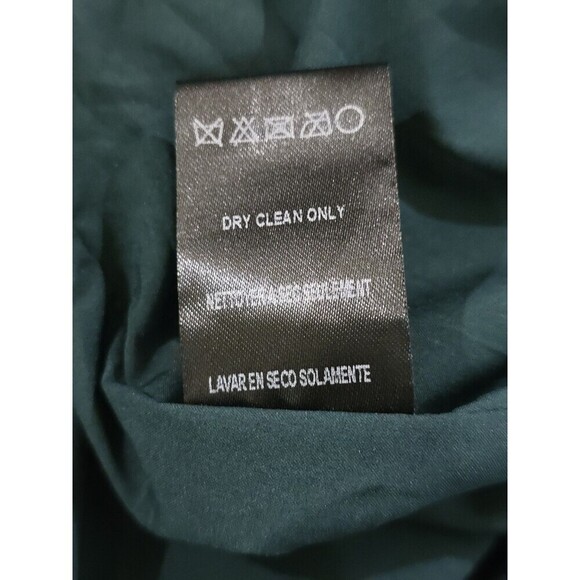 DRY CLEAN ONLY
NETTOYER A SEC SEULEMENT
LAVAR EN SECO SOLAMENTE